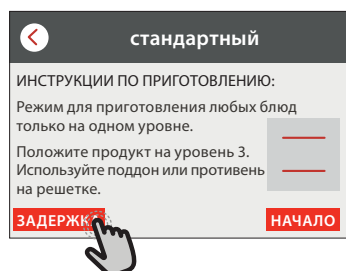 стандартный
ИНСТРУКЦИИ ПО ПРИГОТОВЛЕНИЮ:
Режим для приготовления любых блюд
только на одном уровне.
Положите продукт на уровень 3.
Используйте поддон или противень
на решетке.
ЗАДЕРЖК
НАЧАЛО